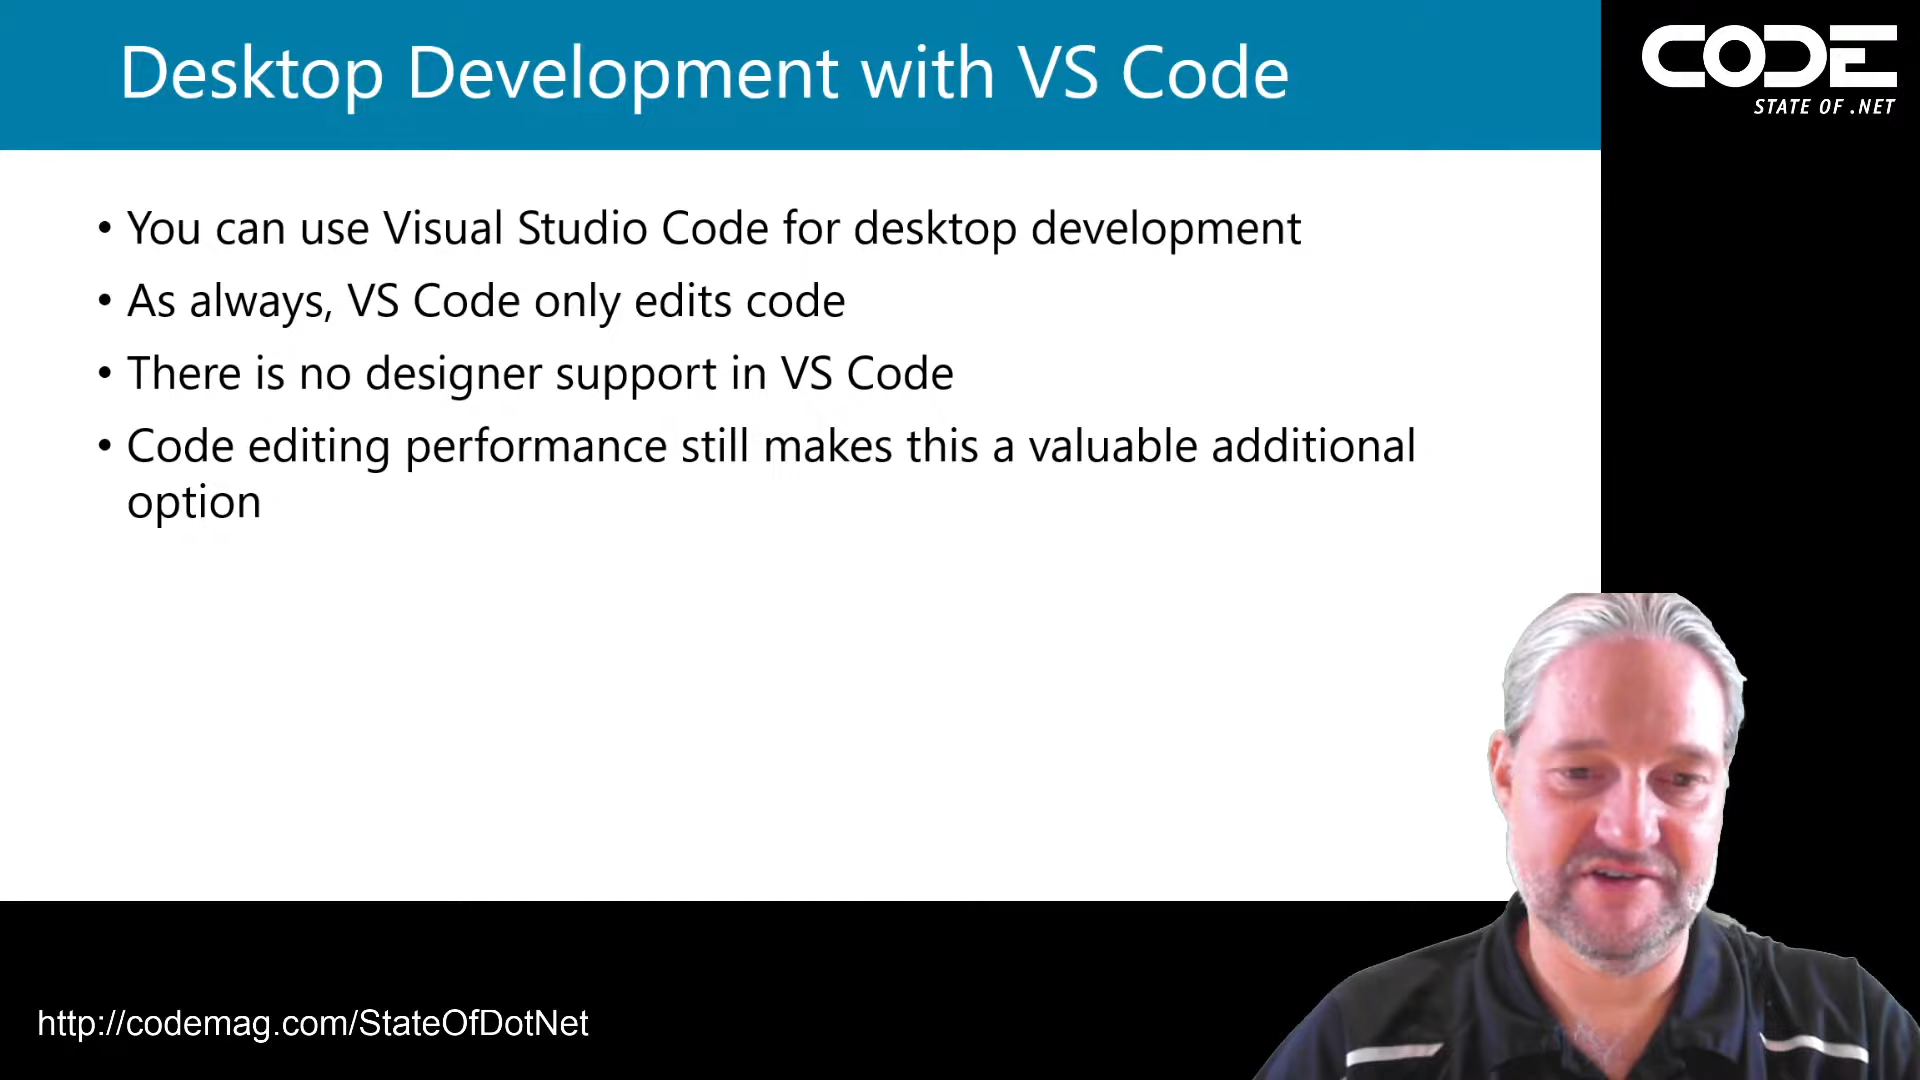 Desktop Development with VS Code
CODE
STATE OF .NET
• You can use Visual Studio Code for desktop development
• As always, VS Code only edits code
• There is no designer support in VS Code
• Code editing performance still makes this a valuable additional
option
http://codemag.com/StateOfDotNet